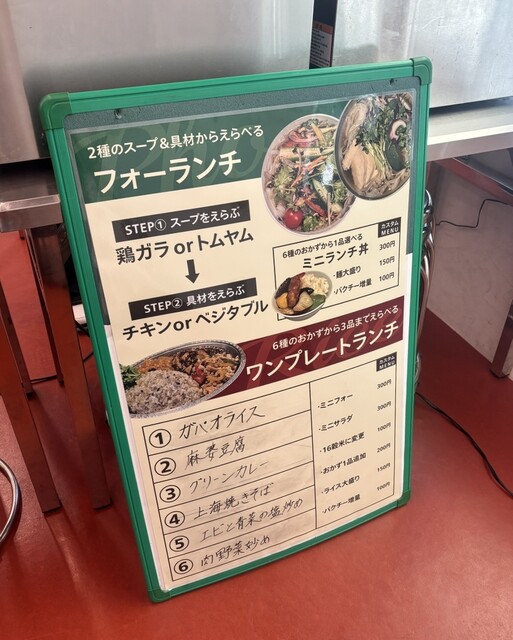 2種のスープ&具材からえらべる
フォーランチ
STEP① スープをえらぶ
鶏ガラ or トムヤム
STEP② 具材をえらぶ
チキン or ベジタブル
6種のおかずから1品選べる
ミニランチ丼
カスタム
MENU
300円
・麺大盛り 150円
・パクチー増量 100円
6種のおかずから3品までえらべる
ワンプレートランチ
① ガパオライス
② 麻婆豆腐
③ グリーンカレー
④ 上海焼きそば
⑤ エビと青菜の塩炒め
⑥ 肉野菜炒め
カスタム
MENU
・ミニフォー 300円
・ミニサラダ 300円
・16穀米に変更 100円
・おかず1品追加 200円
・ライス大盛り 150円
・パクチー増量 100円